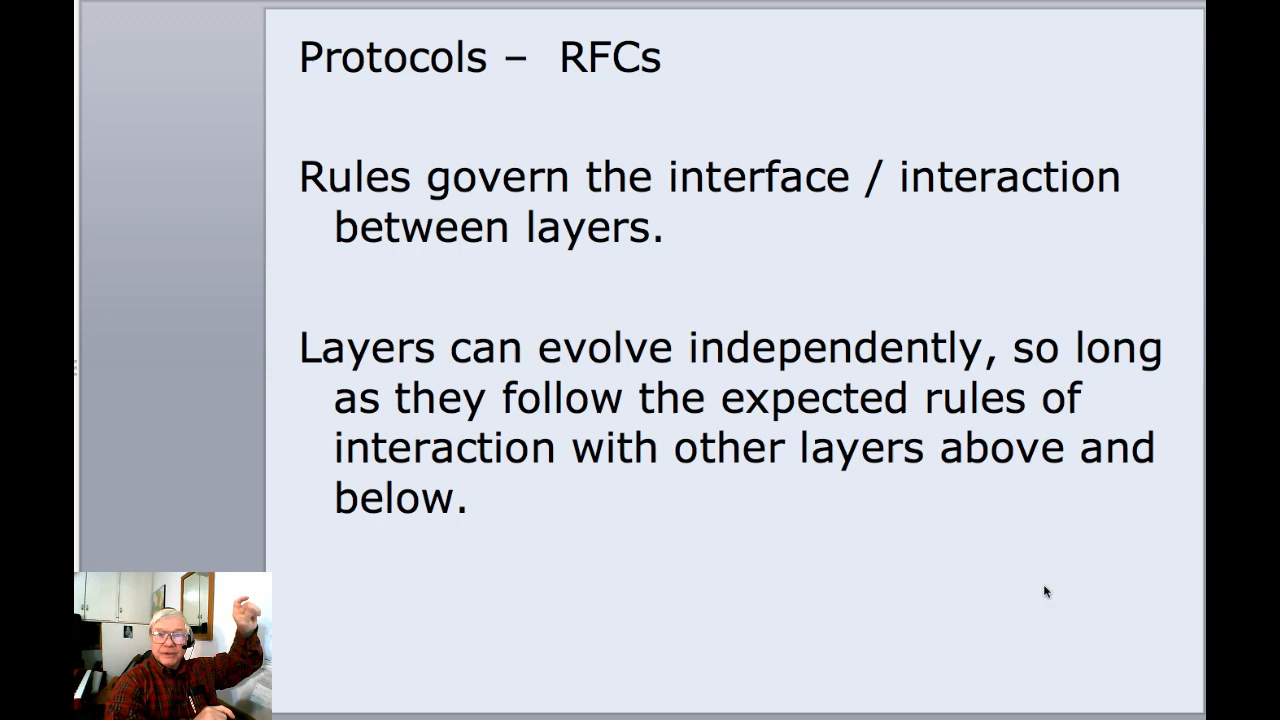 Protocols – RFCs
Rules govern the interface / interaction
between layers.
Layers can evolve independently, so long
as they follow the expected rules of
interaction with other layers above and
below.